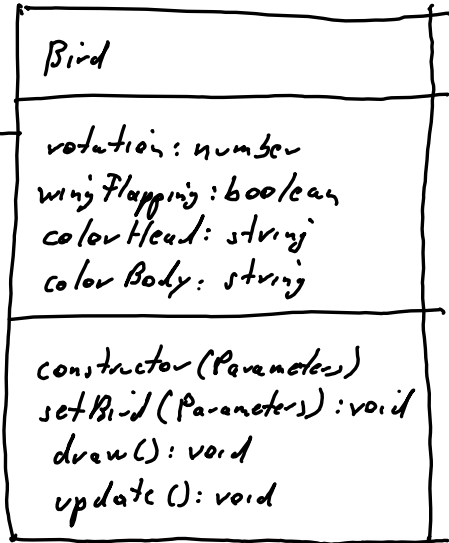 Bird
rotation: number
wingFlapping: boolean
colorHead: string
colorBody: string
constructor(Parameters)
setBird(Parameters): void
draw(): void
update(): void